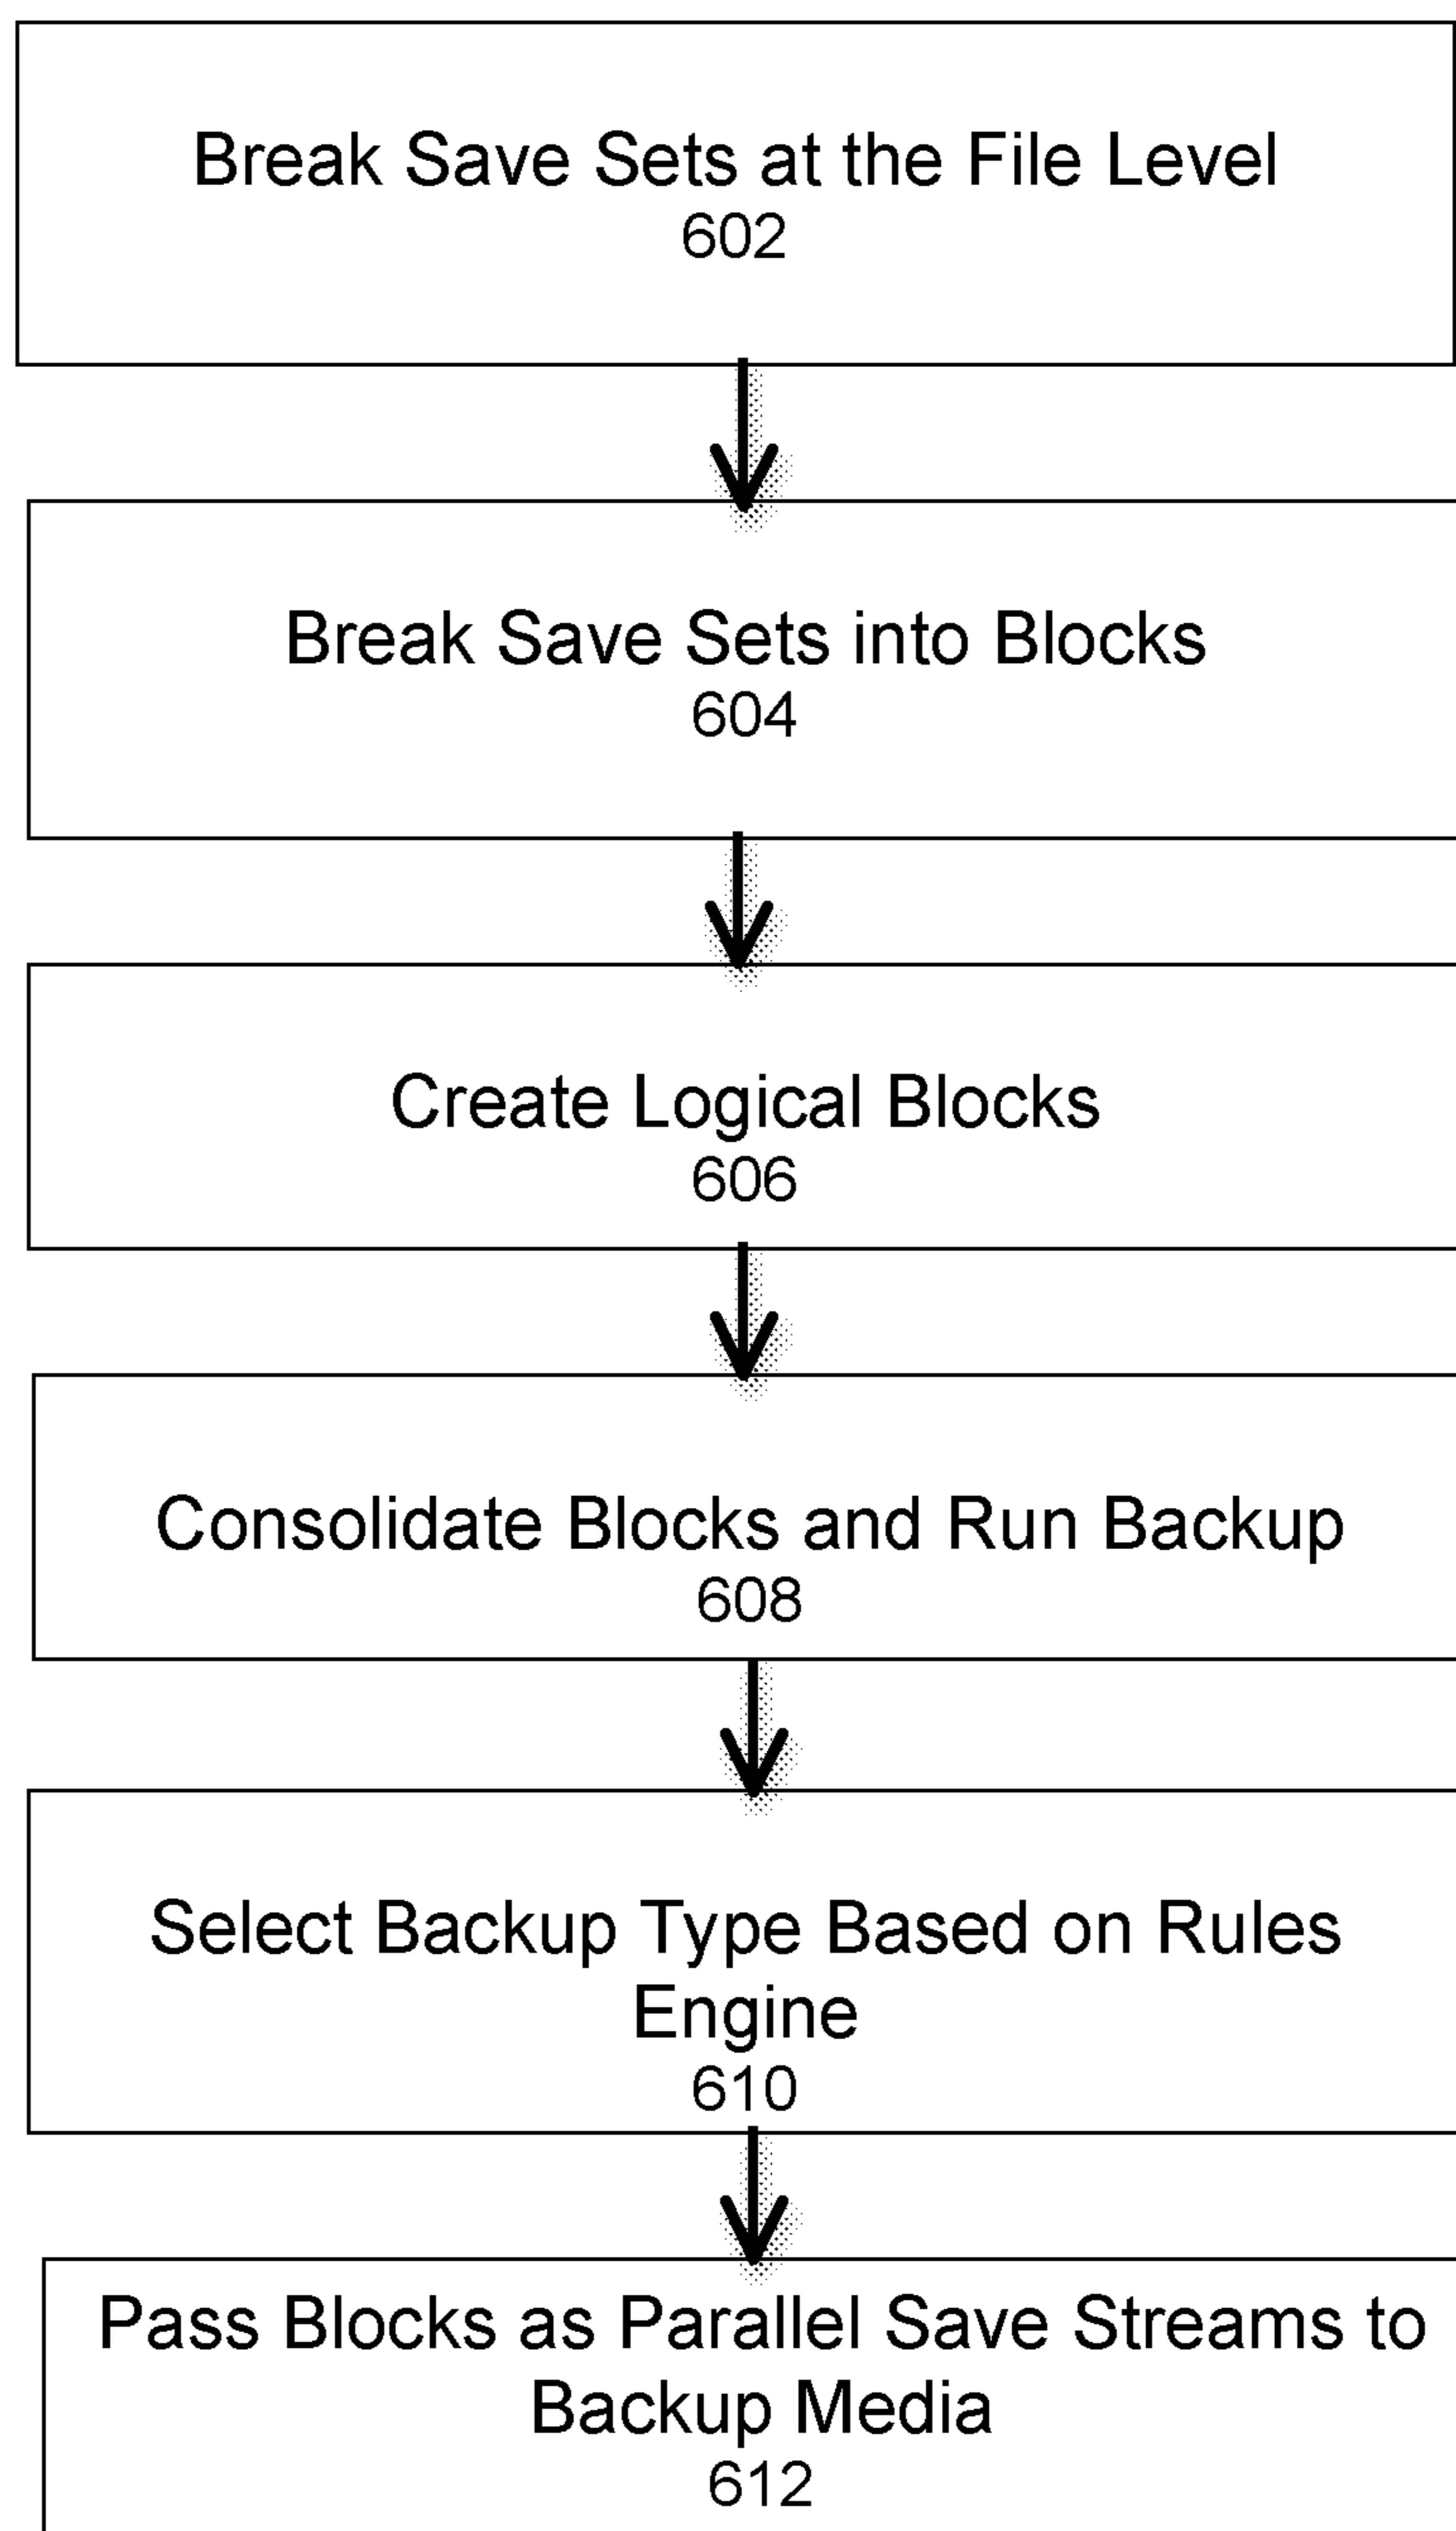 Break Save Sets at the File Level
602
Break Save Sets into Blocks
604
Create Logical Blocks
606
Consolidate Blocks and Run Backup
608
Select Backup Type Based on Rules
Engine
610
Pass Blocks as Parallel Save Streams to
Backup Media
612